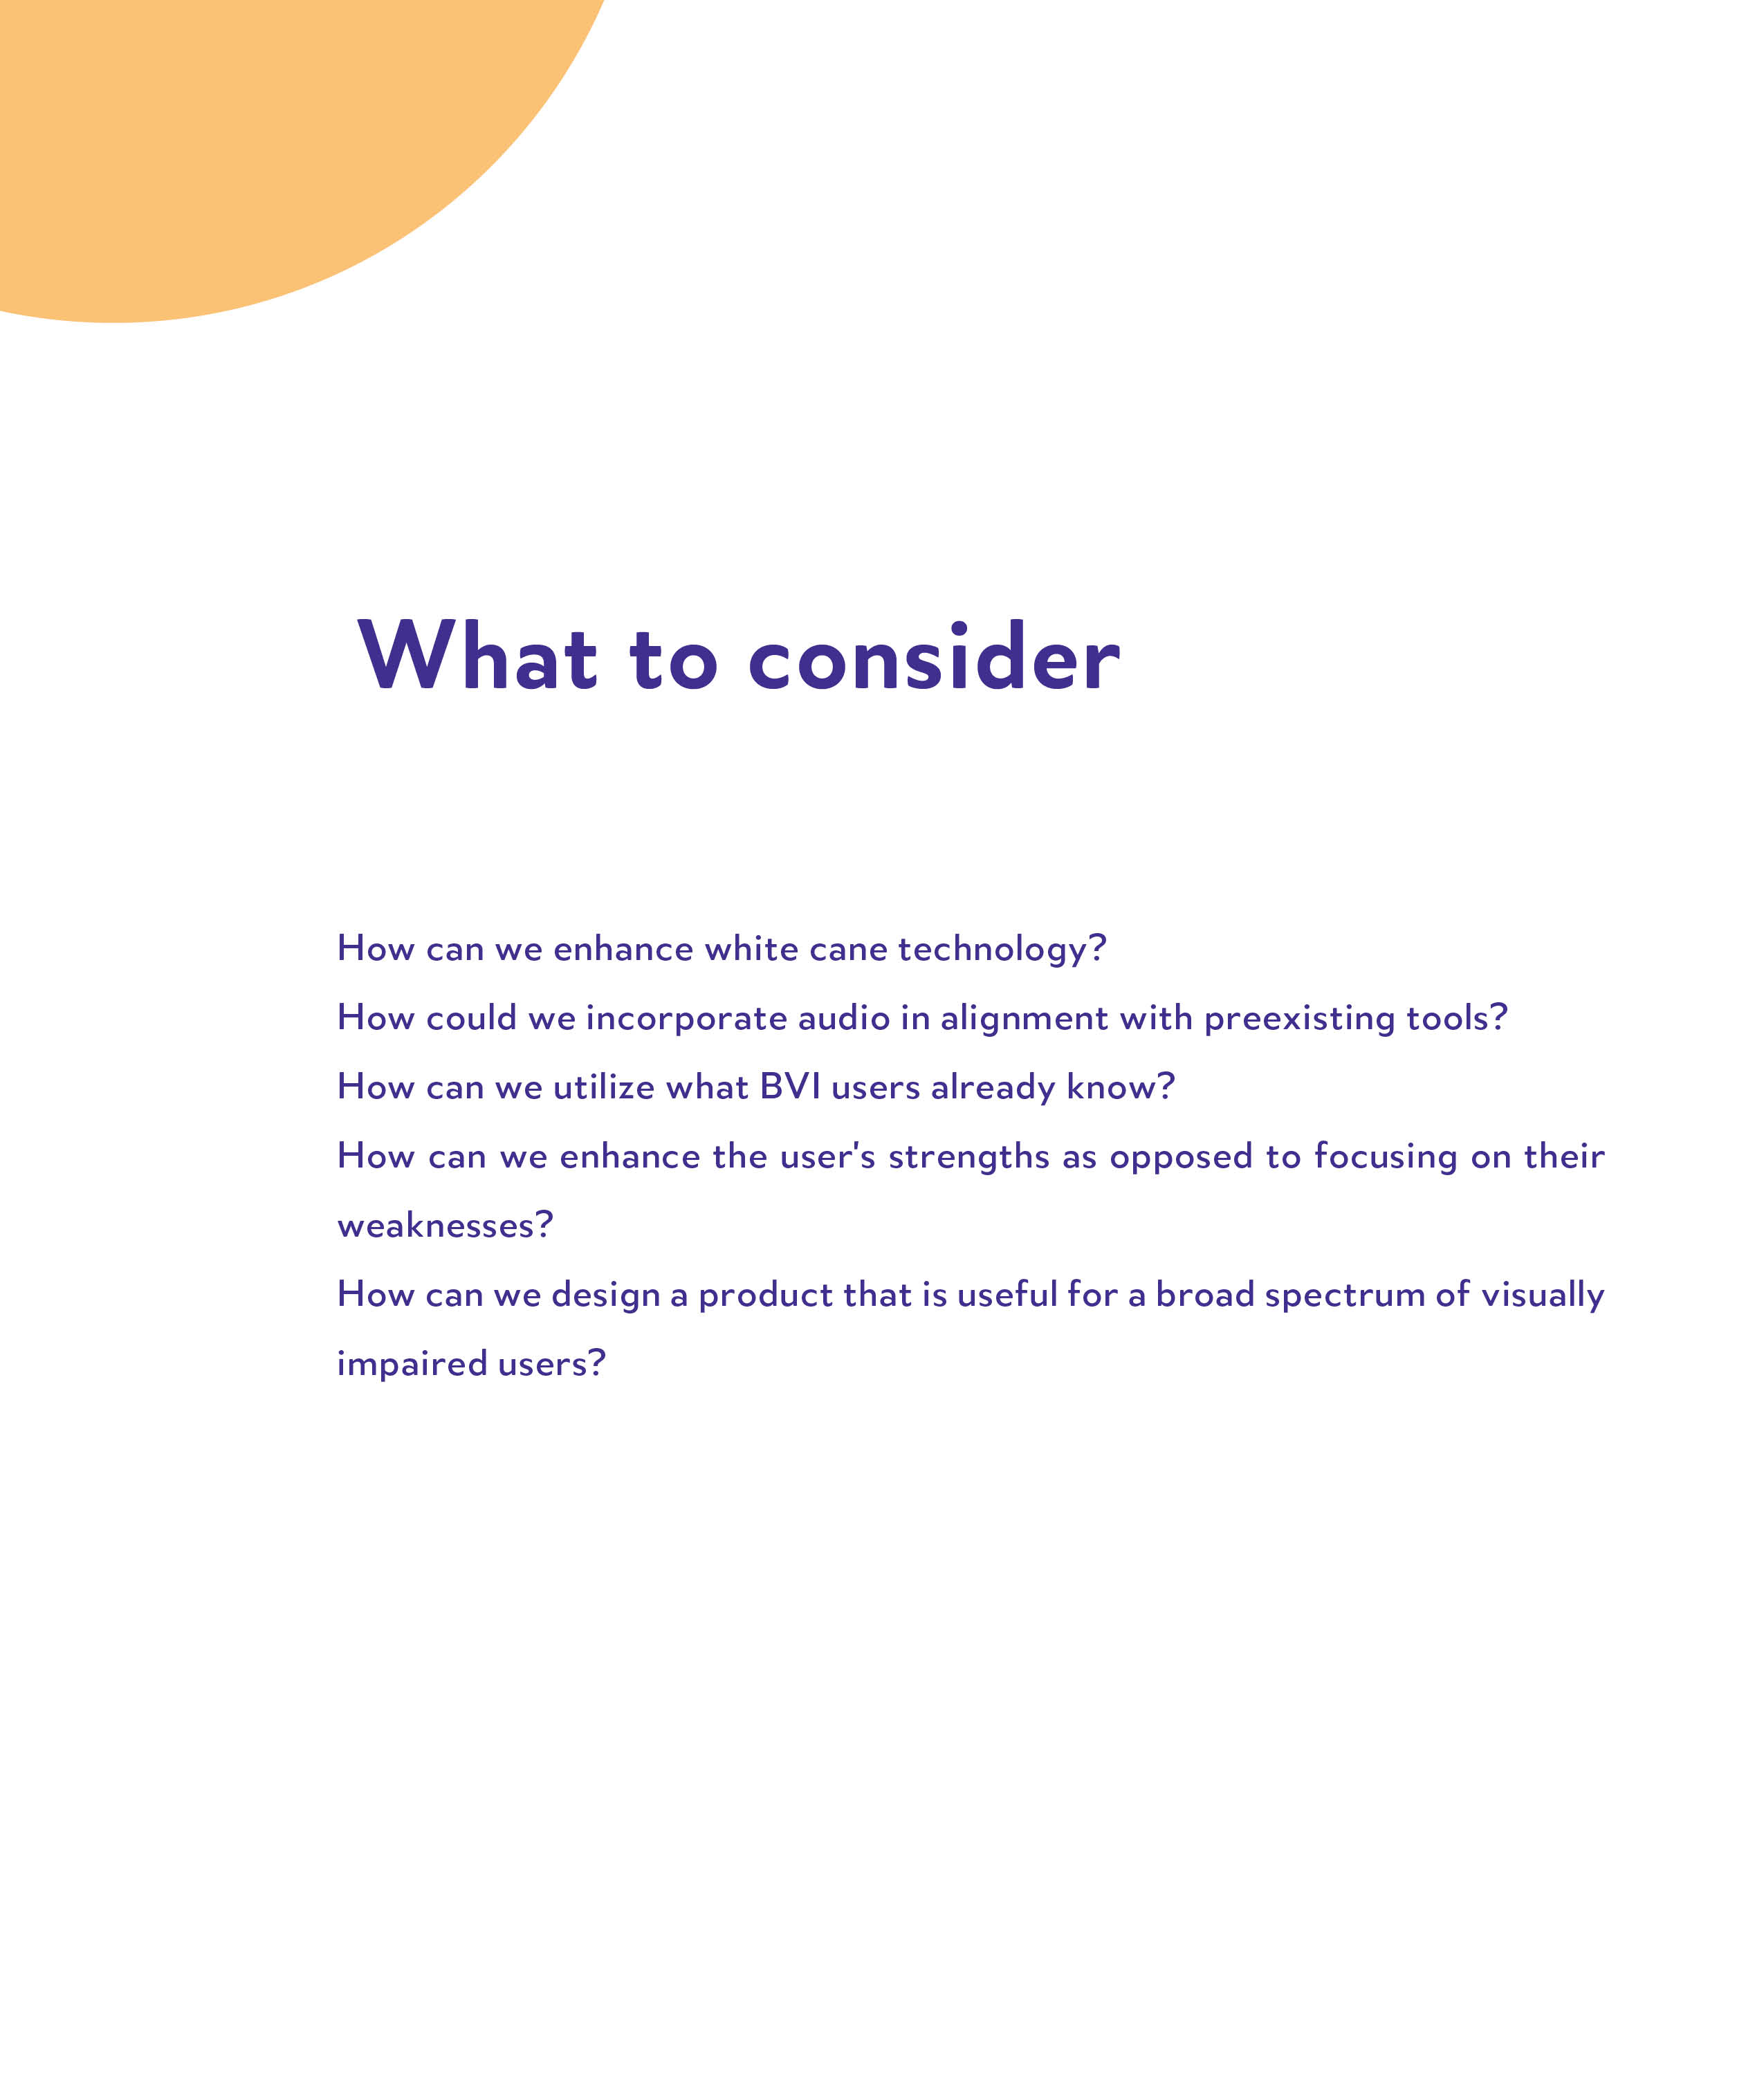 What to consider
How can we enhance white cane technology?
How could we incorporate audio in alignment with preexisting tools?
How can we utilize what BVI users already know?
How can we enhance the user's strengths as opposed to focusing on their
weaknesses?
How can we design a product that is useful for a broad spectrum of visually
impaired users?